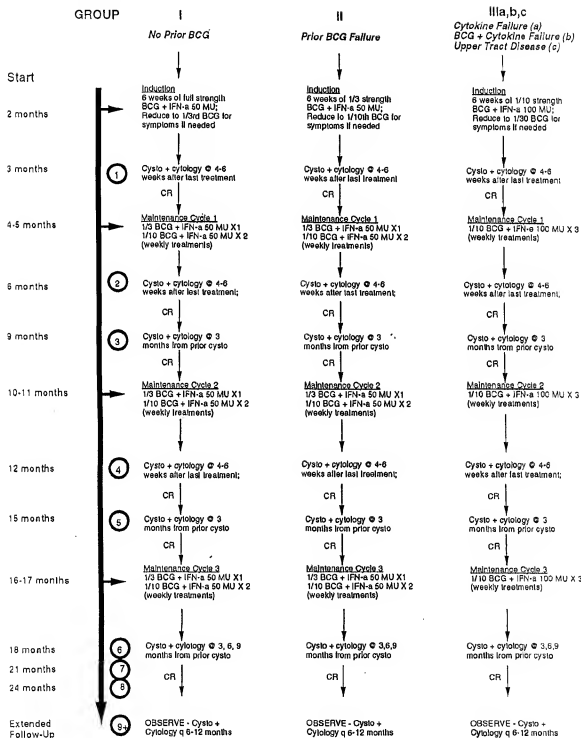 GROUP
I
II
IIIa,b,c
No Prior BCG
Prior BCG Failure
Cytokine Failure (a)
BCG + Cytokine Failure (b)
Upper Tract Disease (c)
Start
2 months
Induction
6 weeks of full strength
BCG + IFN-a 50 MU;
Reduce to 1/3rd BCG for
symptoms if needed
Induction
6 weeks of 1/3 strength
BCG + IFN-a 50 MU;
Reduce to 1/10th BCG for
symptoms if needed
Induction
6 weeks of 1/10 strength
BCG + IFN-a 100 MU;
Reduce to 1/30 BCG for
symptoms if needed
3 months
1
Cysto + cytology @ 4-6
weeks after last treatment
Cysto + cytology @ 4-6
weeks after last treatment
Cysto + cytology @ 4-6
weeks after last treatment
CR
CR
CR
4-5 months
Maintenance Cycle 1
1/3 BCG + IFN-a 50 MU X1
1/10 BCG + IFN-a 50 MU X 2
(weekly treatments)
Maintenance Cycle 1
1/3 BCG + IFN-a 50 MU X1
1/10 BCG + IFN-a 50 MU X 2
(weekly treatments)
Maintenance Cycle 1
1/10 BCG + IFN-a 100 MU X 3
(weekly treatments)
6 months
2
Cysto + cytology @ 4-6
weeks after last treatment;
Cysto + cytology @ 4-6
weeks after last treatment;
Cysto + cytology @ 4-6
weeks after last treatment;
CR
CR
CR
9 months
3
Cysto + cytology @ 3
months from prior cysto
Cysto + cytology @ 3
months from prior cysto
Cysto + cytology @ 3
months from prior cysto
CR
CR
CR
10-11 months
Maintenance Cycle 2
1/3 BCG + IFN-a 50 MU X1
1/10 BCG + IFN-a 50 MU X 2
(weekly treatments)
Maintenance Cycle 2
1/3 BCG + IFN-a 50 MU X1
1/10 BCG + IFN-a 50 MU X 2
(weekly treatments)
Maintenance Cycle 2
1/10 BCG + IFN-a 100 MU X 3
(weekly treatments)
12 months
4
Cysto + cytology @ 4-6
weeks after last treatment;
Cysto + cytology @ 4-6
weeks after last treatment;
Cysto + cytology @ 4-6
weeks after last treatment;
CR
CR
CR
15 months
5
Cysto + cytology @ 3
months from prior cysto
Cysto + cytology @ 3
months from prior cysto
Cysto + cytology @ 3
months from prior cysto
CR
CR
CR
16-17 months
Maintenance Cycle 3
1/3 BCG + IFN-a 50 MU X1
1/10 BCG + IFN-a 50 MU X 2
(weekly treatments)
Maintenance Cycle 3
1/3 BCG + IFN-a 50 MU X1
1/10 BCG + IFN-a 50 MU X 2
(weekly treatments)
Maintenance Cycle 3
1/10 BCG + IFN-a 100 MU X 3
(weekly treatments)
18 months
6
Cysto + cytology @ 3, 6, 9
months from prior cysto
Cysto + cytology @ 3,6,9
months from prior cysto
Cysto + cytology @ 3,6,9
months from prior cysto
21 months
7
CR
CR
CR
24 months
8
Extended
Follow-Up
9+
OBSERVE - Cysto +
Cytology q 6-12 months
OBSERVE - Cysto +
Cytology q 6-12 months
OBSERVE - Cysto +
Cytology q 6-12 months